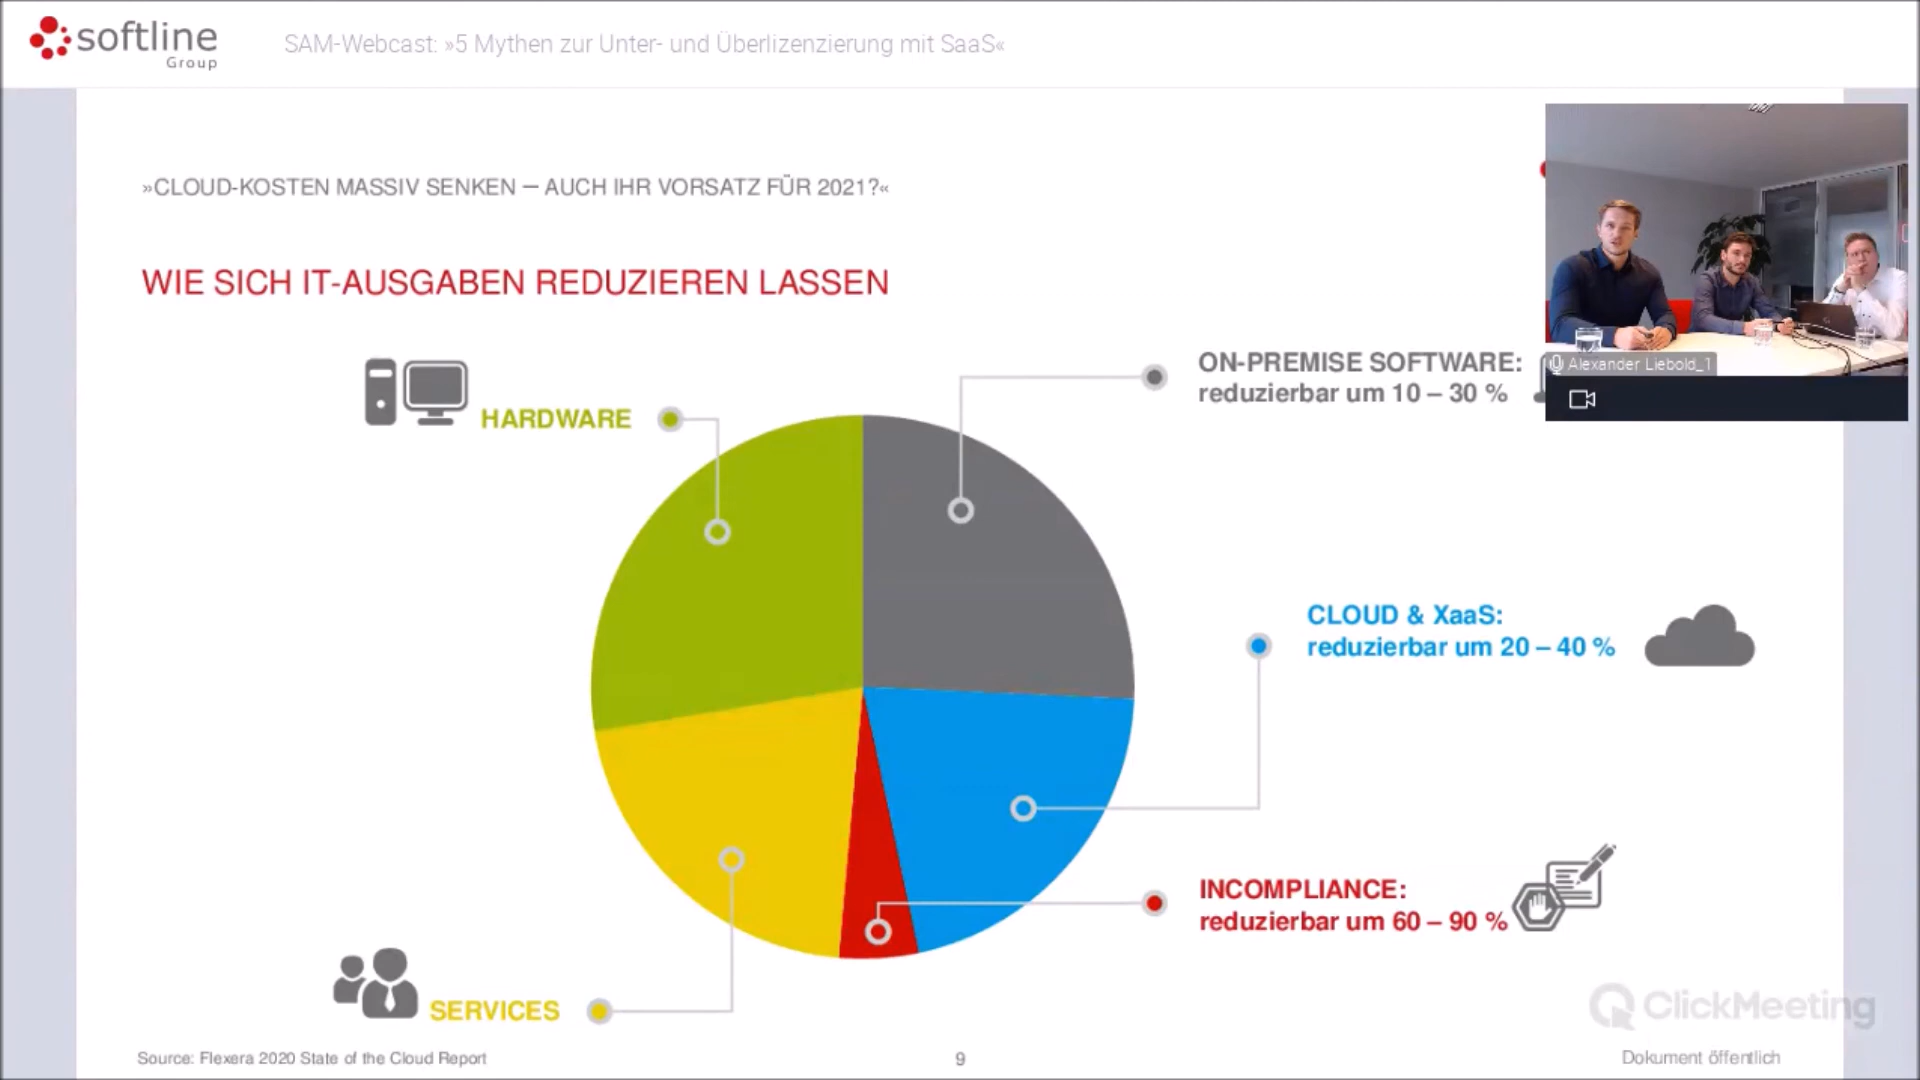 softline
Group
SAM-Webcast: »5 Mythen zur Unter- und Überlizenzierung mit SaaS«
»CLOUD-KOSTEN MASSIV SENKEN – AUCH IHR VORSATZ FÜR 2021?«
WIE SICH IT-AUSGABEN REDUZIEREN LASSEN
HARDWARE
ON-PREMISE SOFTWARE:
reduzierbar um 10 – 30 %
Alexander Liebold_1
CLOUD & XaaS:
reduzierbar um 20 – 40 %
INCOMPLIANCE:
reduzierbar um 60 – 90 %
SERVICES
ClickMeeting
Source: Flexera 2020 State of the Cloud Report
9
Dokument öffentlich